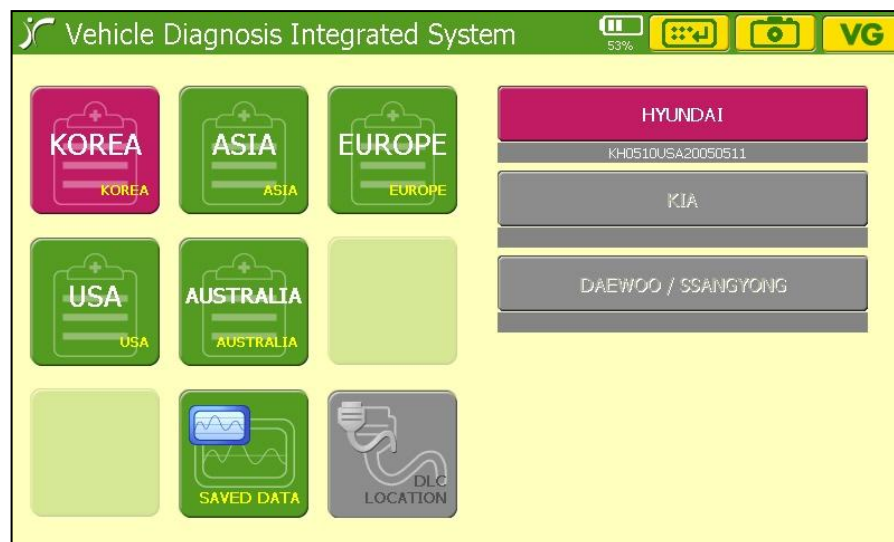 Vehicle Diagnosis Integrated System
53%
VG
KOREA
KOREA
ASIA
ASIA
EUROPE
EUROPE
USA
USA
AUSTRALIA
AUSTRALIA
SAVED DATA
DLC
LOCATION
HYUNDAI
KH0510USA20050511
KIA
DAEWOO / SSANGYONG